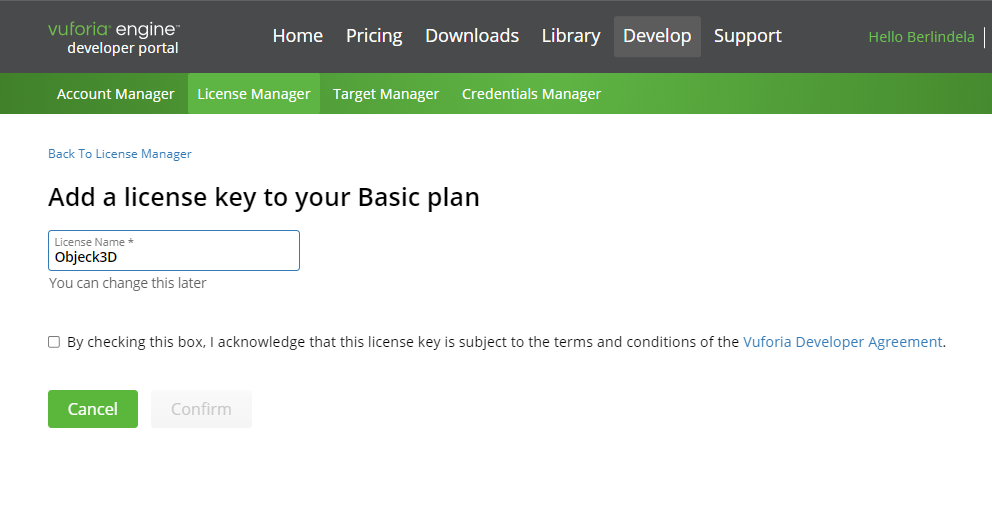 vuforia engine™
developer portal
Home Pricing Downloads Library Develop Support
Hello Berlindela
Account Manager License Manager Target Manager Credentials Manager
Back To License Manager
Add a license key to your Basic plan
License Name *
Objeck3D
You can change this later
By checking this box, I acknowledge that this license key is subject to the terms and conditions of the Vuforia Developer Agreement.
Cancel Confirm